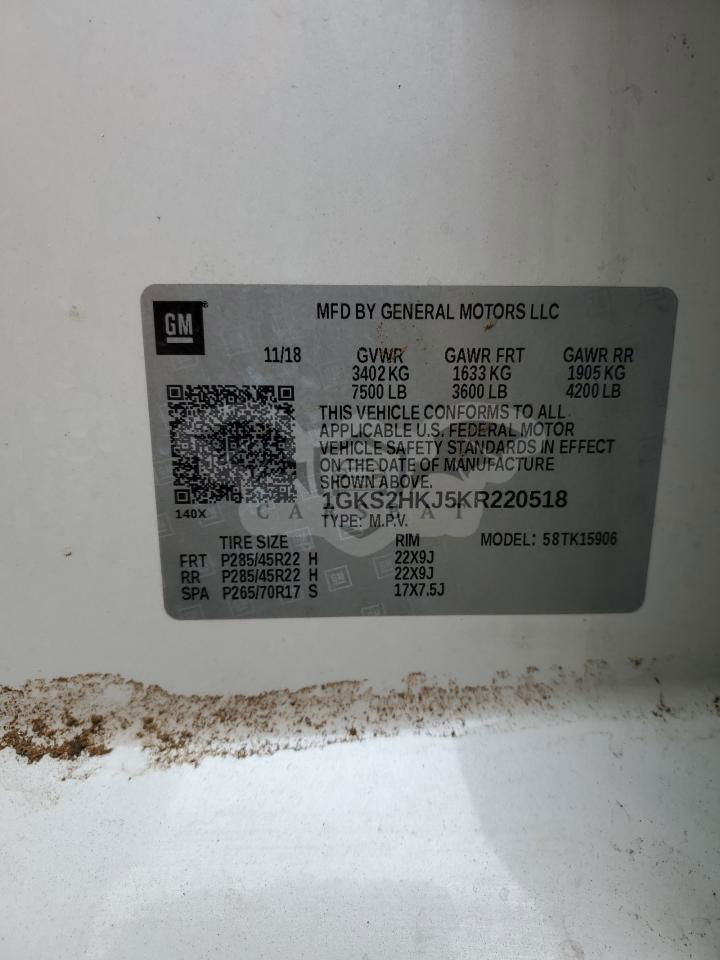 GM
®
MFD BY GENERAL MOTORS LLC
11/18 GVWR GAWR FRT GAWR RR
3402 KG 1633 KG 1905 KG
7500 LB 3600 LB 4200 LB
THIS VEHICLE CONFORMS TO ALL
APPLICABLE U.S. FEDERAL MOTOR
VEHICLE SAFETY STANDARDS IN EFFECT
ON THE DATE OF MANUFACTURE
SHOWN ABOVE.
1GKS2HKJ5KR220518
140X
TYPE: M.P.V.
TIRE SIZE RIM MODEL: 58TK15906
FRT P285/45R22 H 22X9J
RR P285/45R22 H 22X9J
SPA P265/70R17 S 17X7.5J